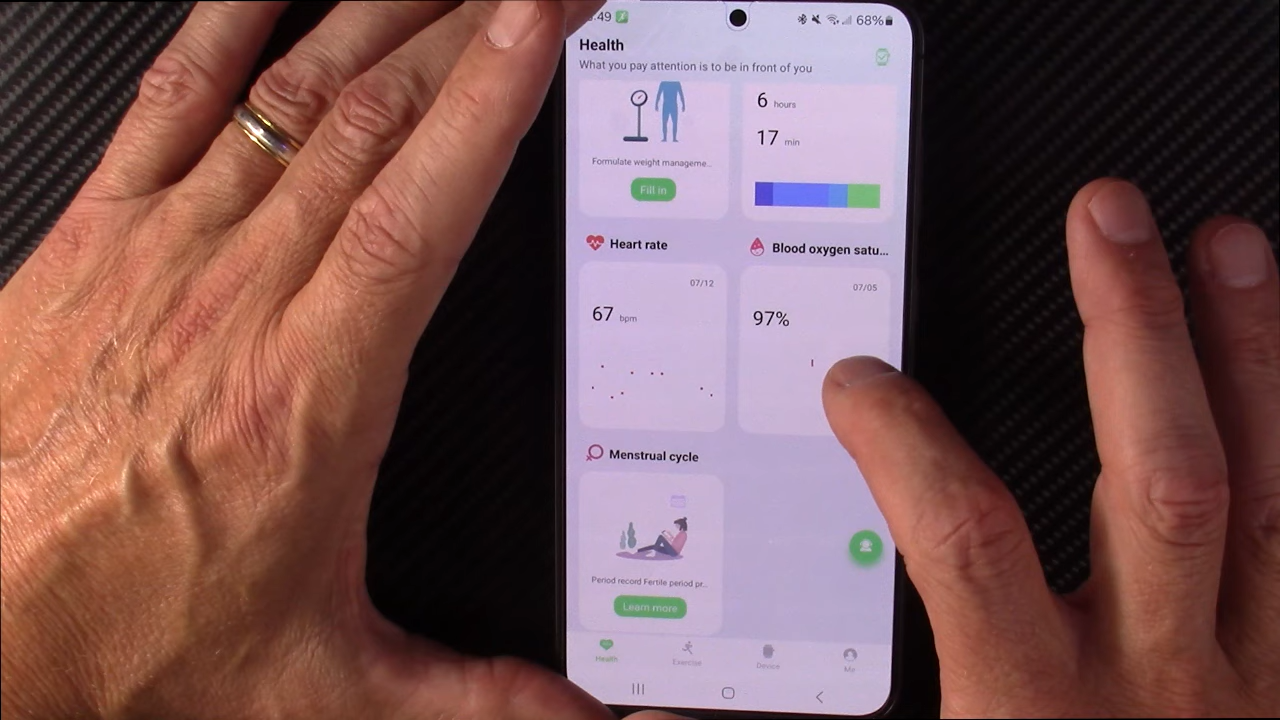 :49
68%
Health
What you pay attention is to be in front of you
6 hours
17 min
Formulate weight manageme...
Fill in
Heart rate
Blood oxygen satu...
07/12
07/05
67 bpm
97%
Menstrual cycle
Period record Fertile period pr...
Learn more
Health
Exercise
Device
Me